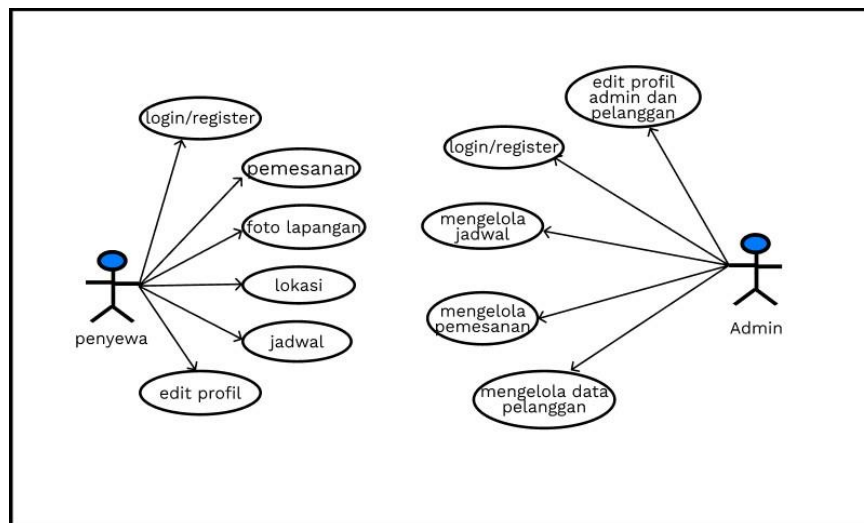 login/register
pemesanan
foto lapangan
lokasi
jadwal
edit profil
penyewa
edit profil
admin dan
pelanggan
login/register
mengelola
jadwal
mengelola
pemesanan
mengelola data
pelanggan
Admin